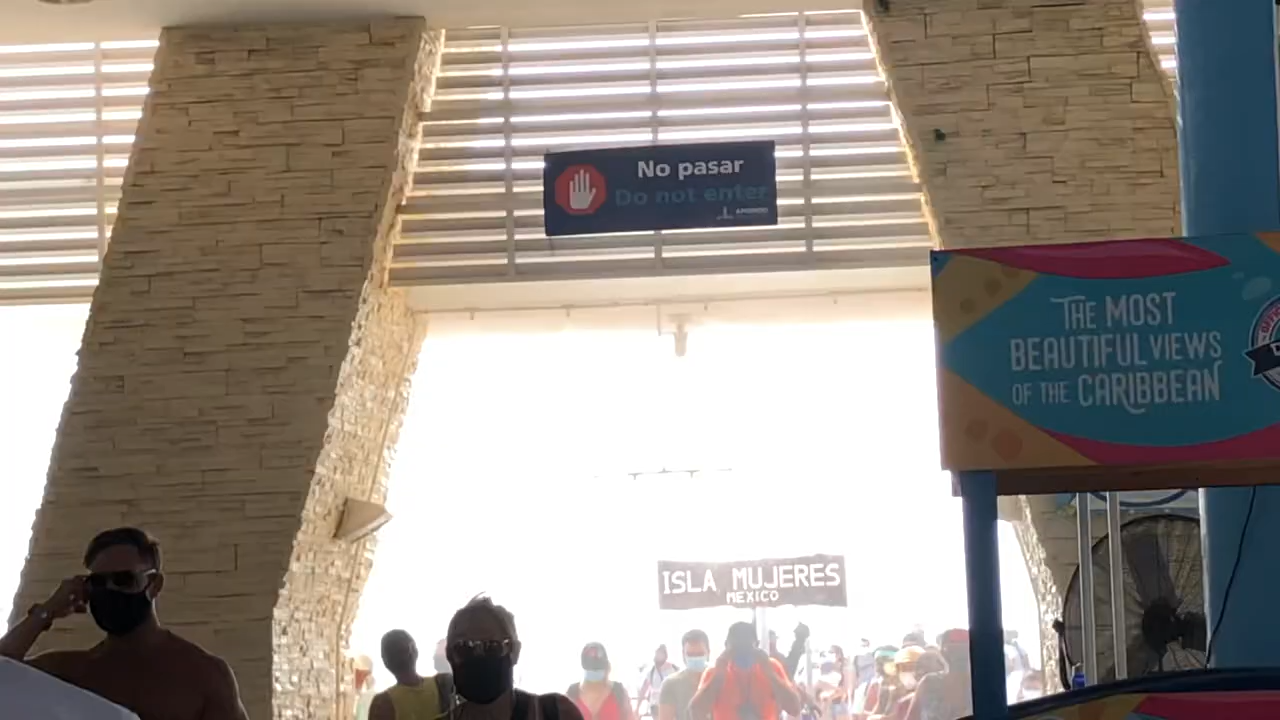 No pasar
Do not enter
THE MOST
BEAUTIFUL VIEWS
OF THE CARIBBEAN
ISLA MUJERES
MEXICO